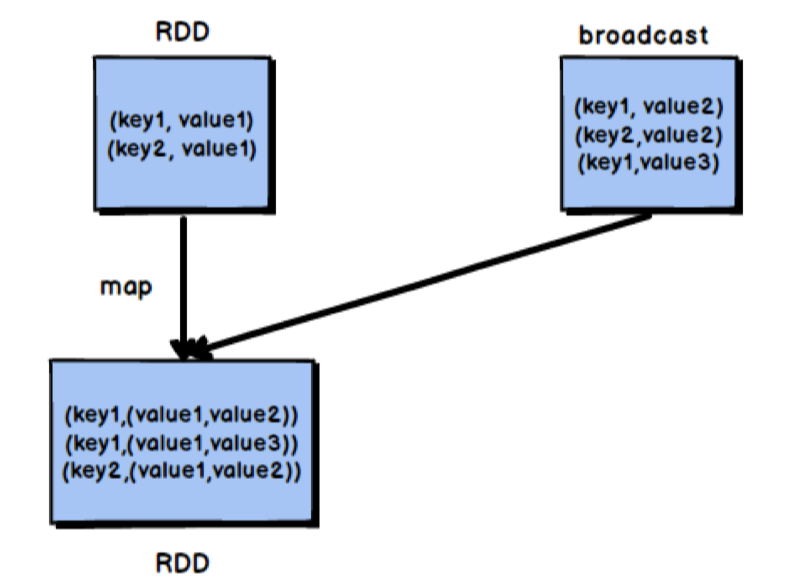 RDD
(key1, value1)
(key2, value1)
broadcast
(key1, value2)
(key2,value2)
(key1,value3)
map
(key1,(value1,value2))
(key1,(value1,value3))
(key2,(value1,value2))
RDD